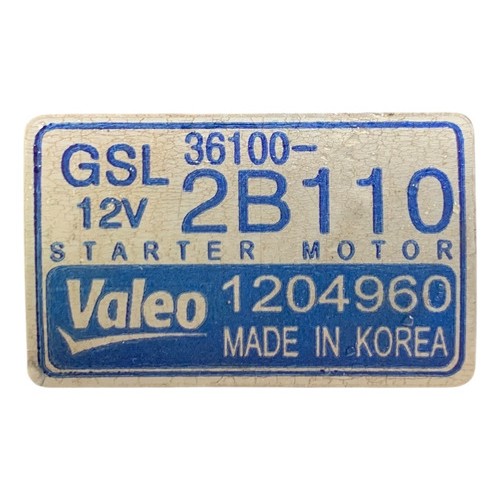 GSL 36100-
12V 2B110
STARTER MOTOR
Valeo 1204960
MADE IN KOREA